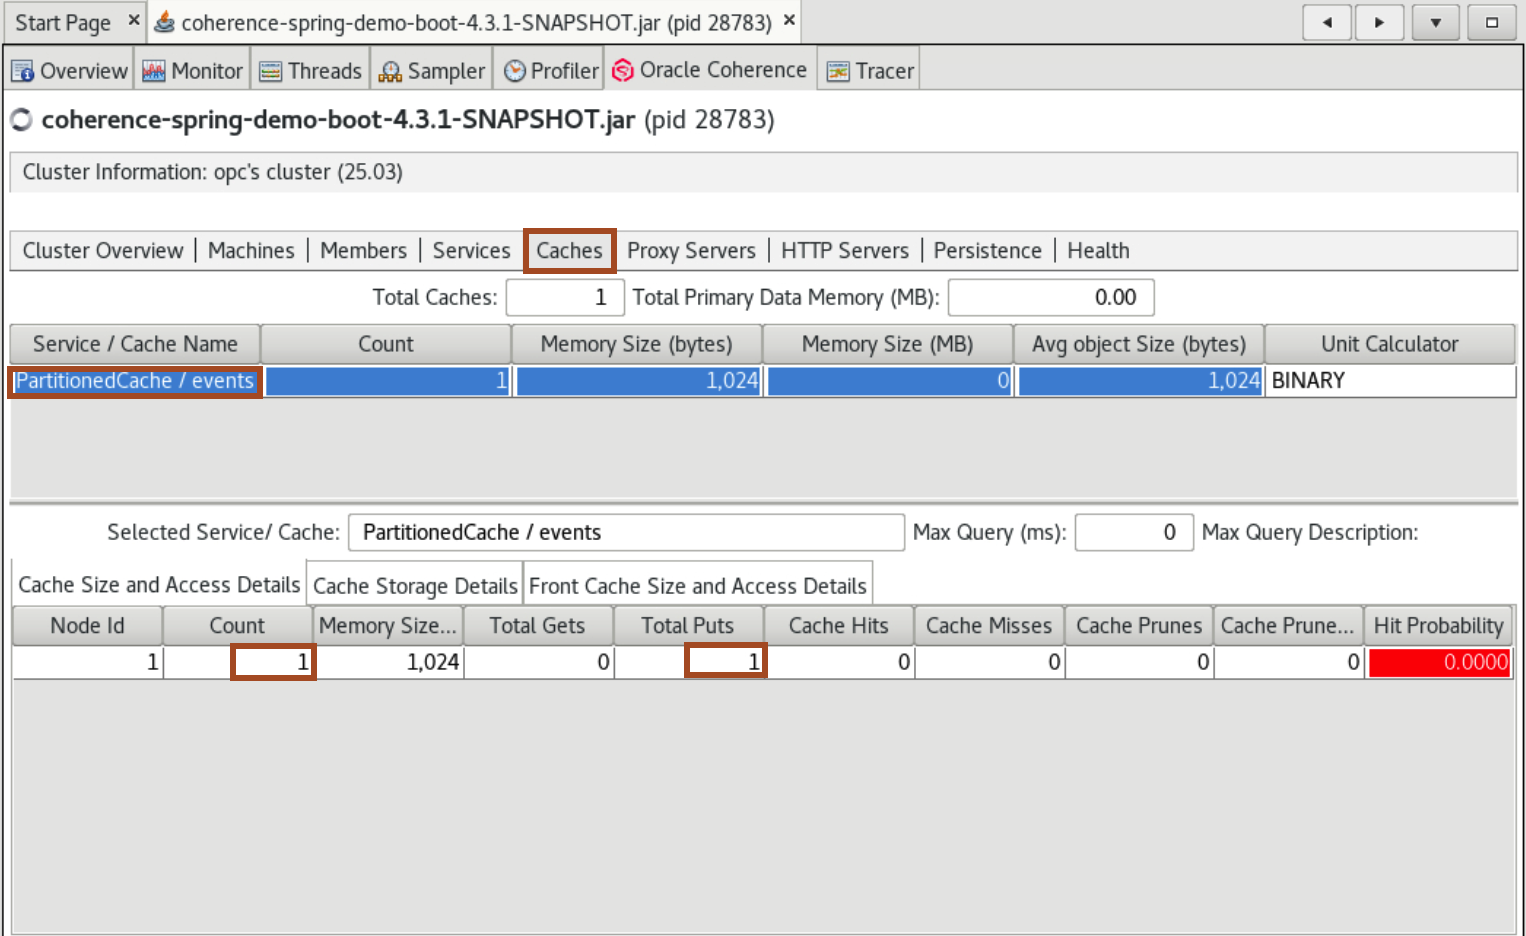 Start Page × coherence-spring-demo-boot-4.3.1-SNAPSHOT.jar (pid 28783) ×
Overview Monitor Threads Sampler Profiler Oracle Coherence Tracer
coherence-spring-demo-boot-4.3.1-SNAPSHOT.jar (pid 28783)
Cluster Information: opc's cluster (25.03)
Cluster Overview | Machines | Members | Services | Caches Proxy Servers | HTTP Servers | Persistence | Health
Total Caches: 1 Total Primary Data Memory (MB): 0.00
Service / Cache Name Count Memory Size (bytes) Memory Size (MB) Avg object Size (bytes) Unit Calculator
PartitionedCache / events 1 1,024 0 1,024 BINARY
Selected Service/ Cache: PartitionedCache / events Max Query (ms): 0 Max Query Description:
Cache Size and Access Details Cache Storage Details Front Cache Size and Access Details
Node Id Count Memory Size... Total Gets Total Puts Cache Hits Cache Misses Cache Prunes Cache Prune... Hit Probability
1 1 1,024 0 1 0 0 0 0 0.0000